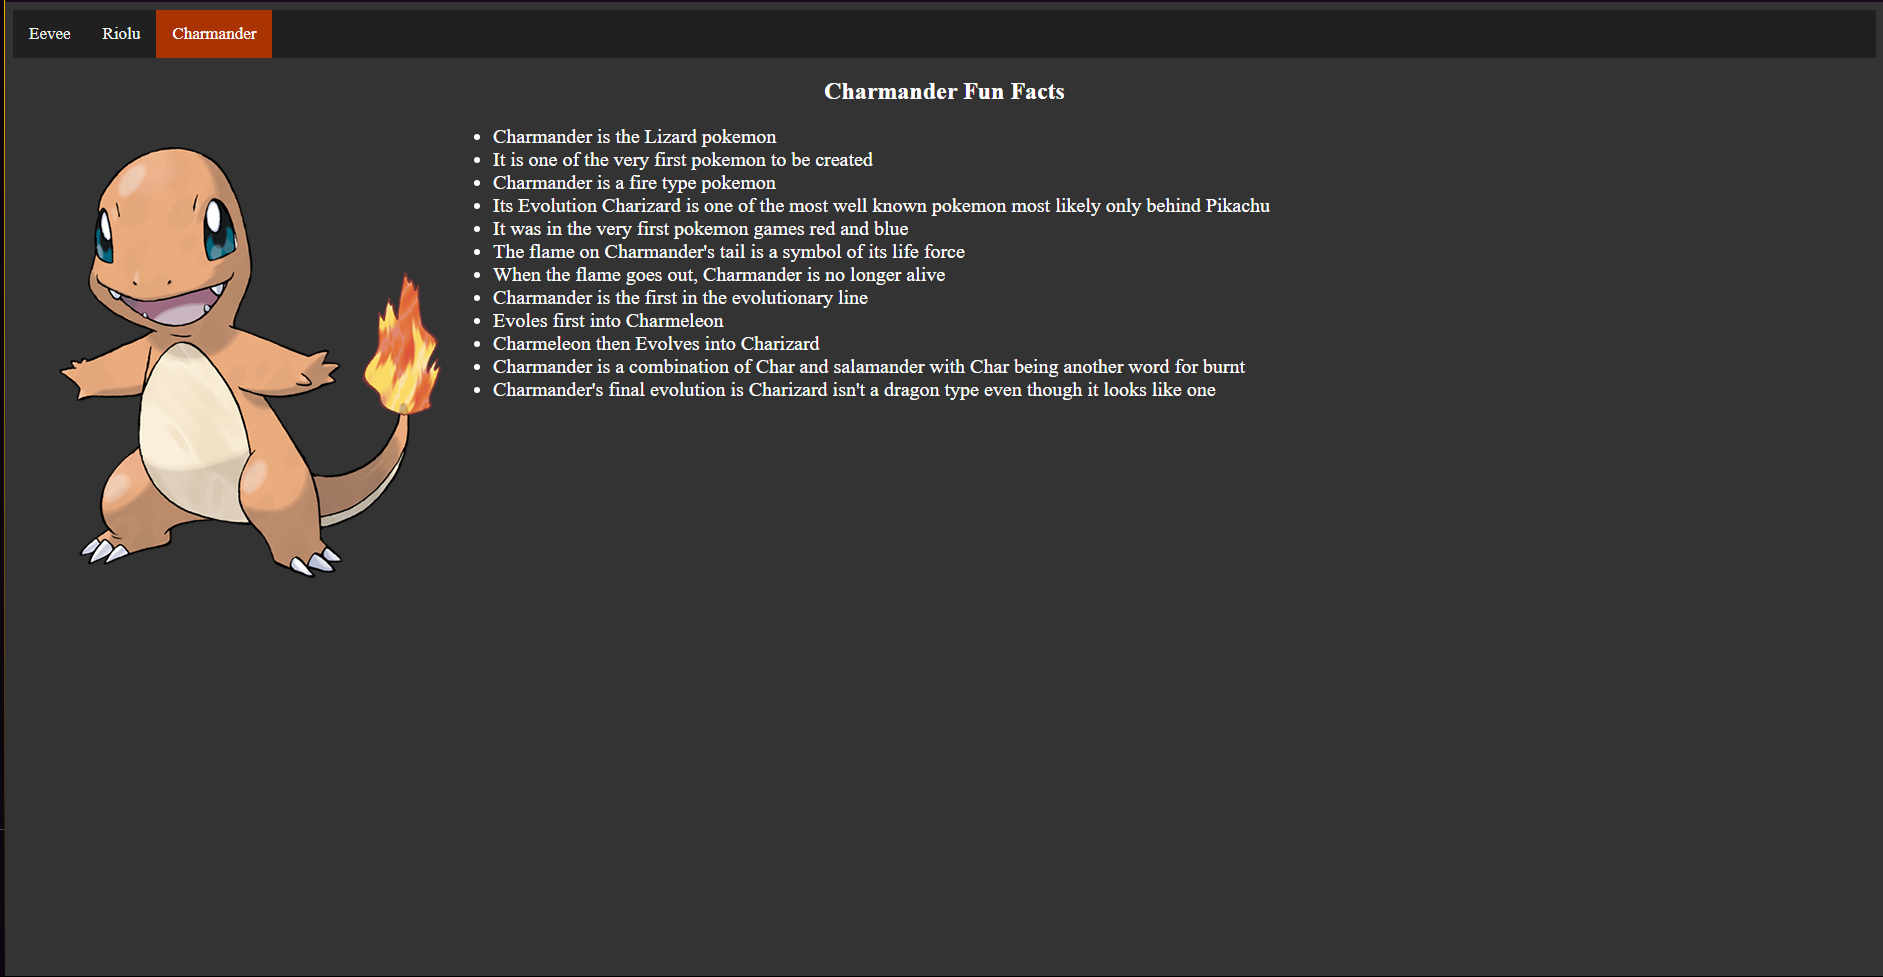 Eevee Riolu Charmander
Charmander Fun Facts
Charmander is the Lizard pokemon
It is one of the very first pokemon to be created
Charmander is a fire type pokemon
Its Evolution Charizard is one of the most well known pokemon most likely only behind Pikachu
It was in the very first pokemon games red and blue
The flame on Charmander's tail is a symbol of its life force
When the flame goes out, Charmander is no longer alive
Charmander is the first in the evolutionary line
Evoles first into Charmeleon
Charmeleon then Evolves into Charizard
Charmander is a combination of Char and salamander with Char being another word for burnt
Charmander's final evolution is Charizard isn't a dragon type even though it looks like one